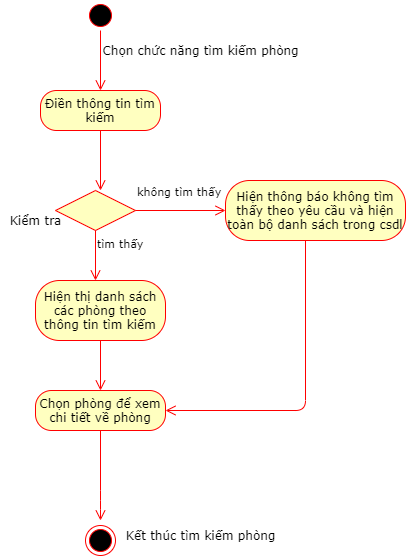 Chọn chức năng tìm kiếm phòng
Điền thông tin tìm
kiếm
không tìm thấy
Kiểm tra
Hiện thông báo không tìm
thấy theo yêu cầu và hiện
toàn bộ danh sách trong csdl
tìm thấy
Hiện thị danh sách
các phòng theo
thông tin tìm kiếm
Chọn phòng để xem
chi tiết về phòng
Kết thúc tìm kiếm phòng